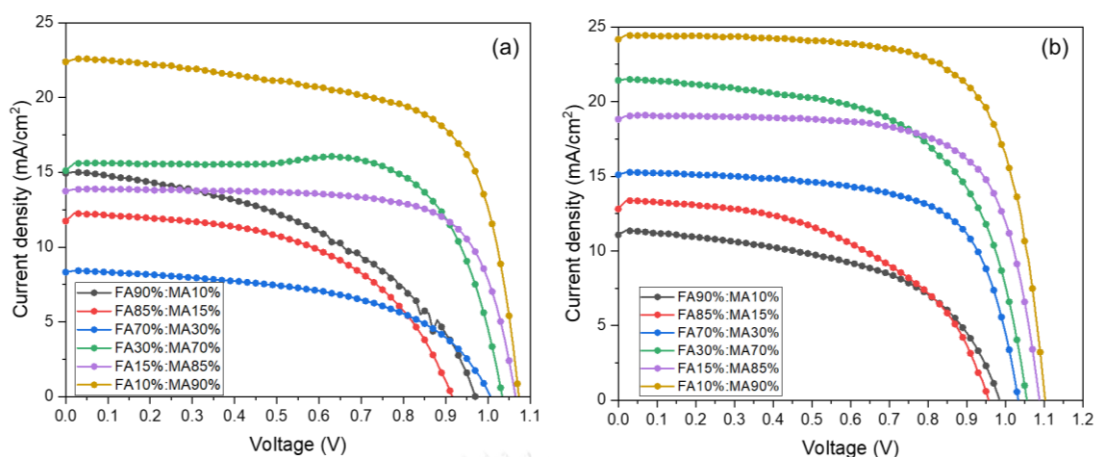 (a)
25
20
15
10
5
0
Current density (mA/cm²)
FA90%:MA10%
FA85%:MA15%
FA70%:MA30%
FA30%:MA70%
FA15%:MA85%
FA10%:MA90%
0.0 0.1 0.2 0.3 0.4 0.5 0.6 0.7 0.8 0.9 1.0 1.1
Voltage (V)
(b)
25
20
15
10
5
0
Current density (mA/cm²)
FA90%:MA10%
FA85%:MA15%
FA70%:MA30%
FA30%:MA70%
FA15%:MA85%
FA10%:MA90%
0.0 0.1 0.2 0.3 0.4 0.5 0.6 0.7 0.8 0.9 1.0 1.1 1.2
Voltage (V)